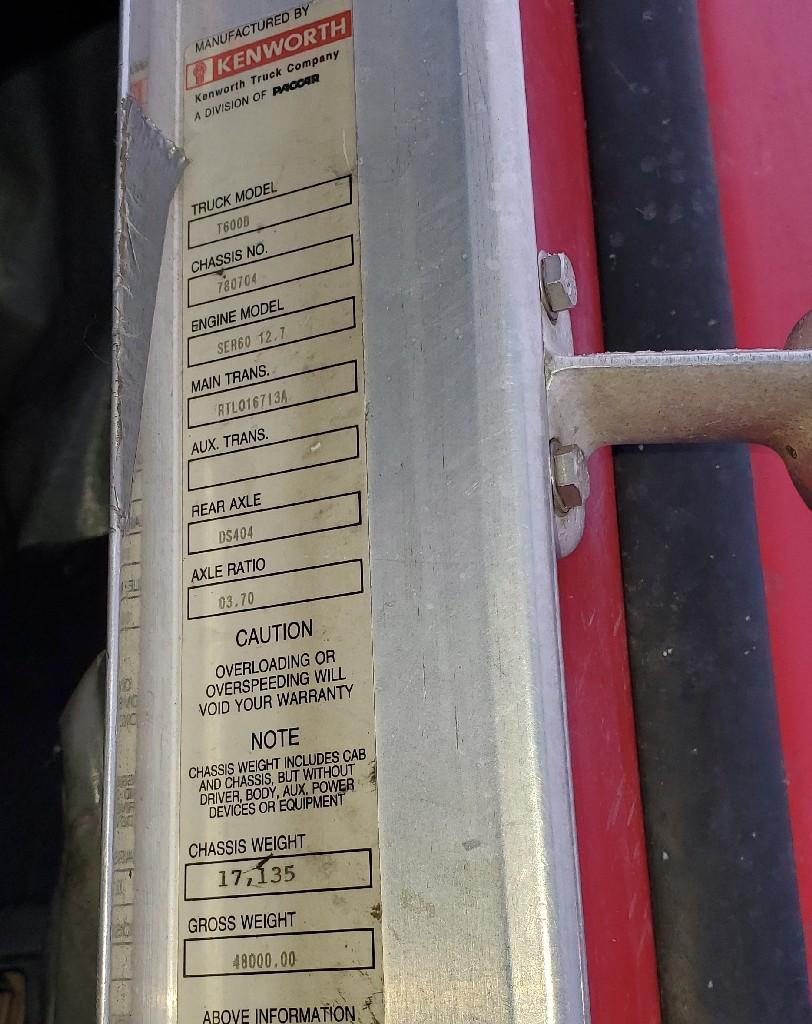 MANUFACTURED BY
KENWORTH
Kenworth Truck Company
A DIVISION OF PACCAR
TRUCK MODEL
T600B
CHASSIS NO.
780704
ENGINE MODEL
SER60 12.7
MAIN TRANS.
RTLO16713A
AUX. TRANS.
REAR AXLE
DS404
AXLE RATIO
03.70
CAUTION
OVERLOADING OR
OVERSPEEDING WILL
VOID YOUR WARRANTY
NOTE
CHASSIS WEIGHT INCLUDES CAB
AND CHASSIS, BUT WITHOUT
DRIVER, BODY, AUX. POWER
DEVICES OR EQUIPMENT
CHASSIS WEIGHT
17,135
GROSS WEIGHT
48000.00
ABOVE INFORMATION